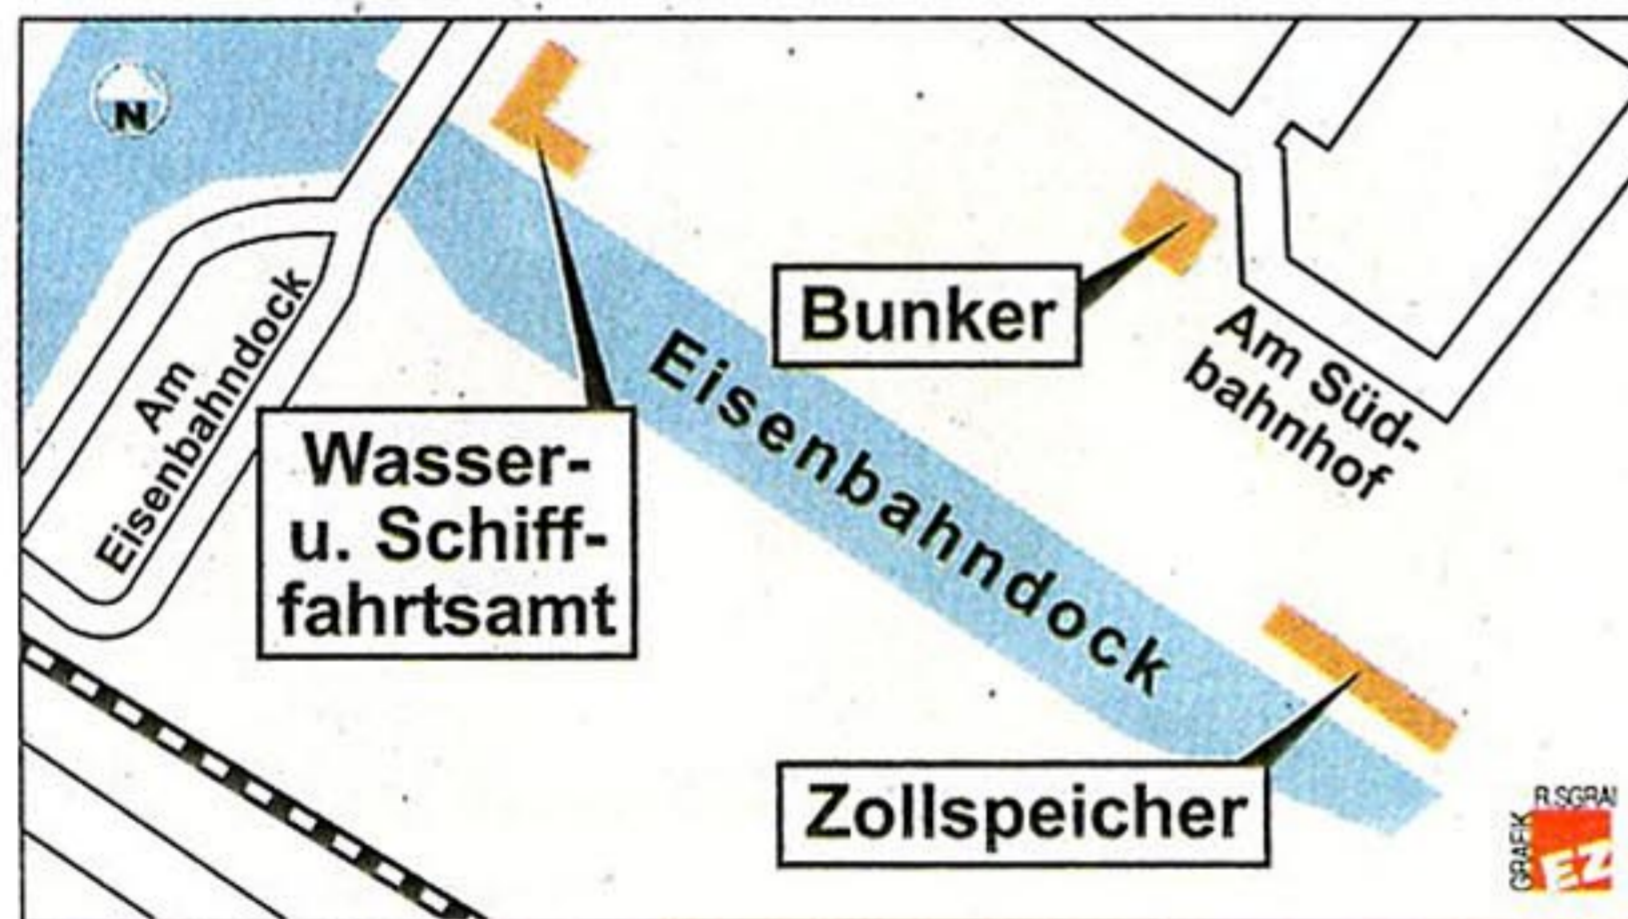 N
Am
Eisenbahndock
Wasser-
u. Schiff-
fahrtsamt
Eisenbahndock
Bunker
Am Süd-
bahnhof
Zollspeicher
GRAFIK
EZ